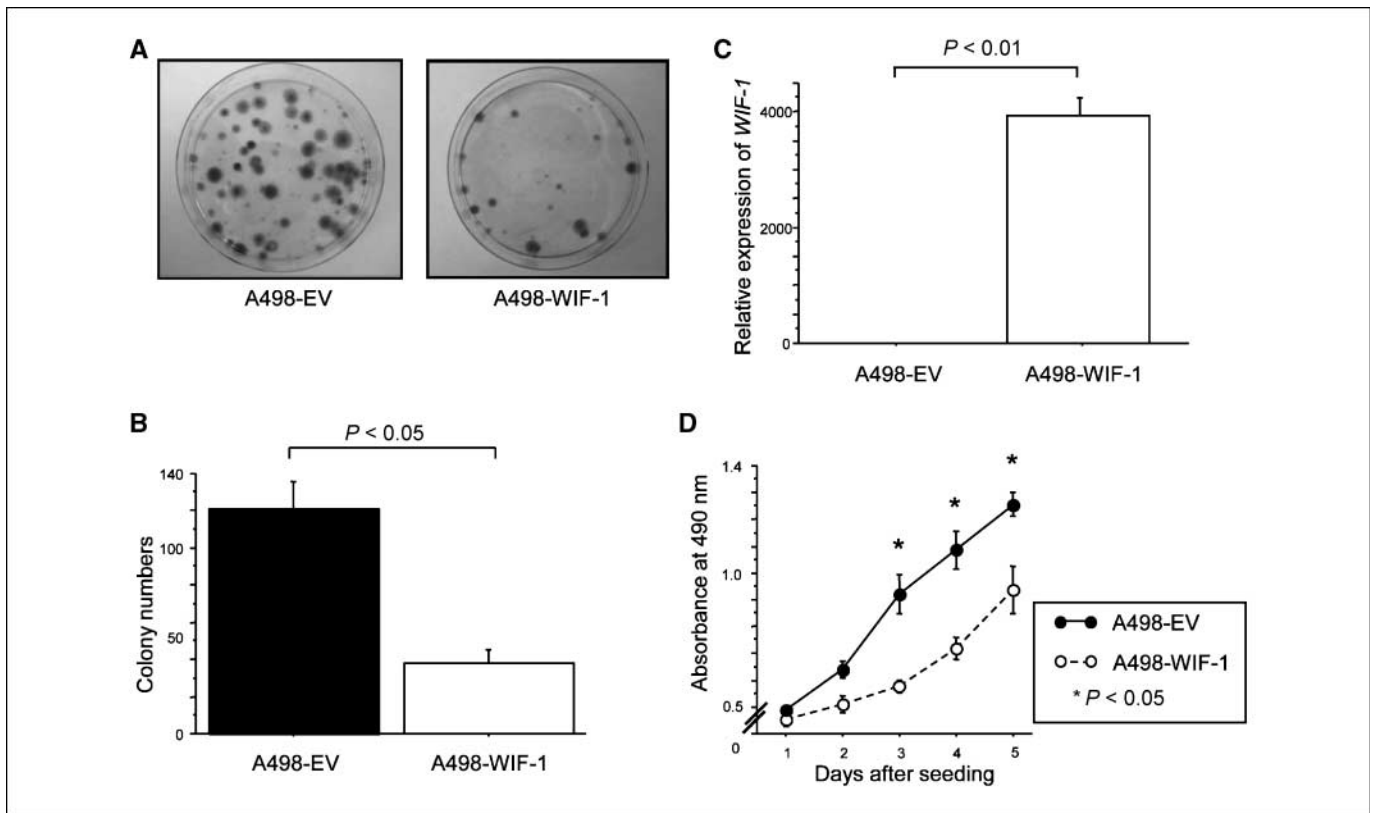 A
A498-EV
A498-WIF-1
B
P < 0.05
Colony numbers
140
100
50
0
A498-EV
A498-WIF-1
C
P < 0.01
Relative expression of WIF-1
4000
2000
0
A498-EV
A498-WIF-1
D
Absorbance at 490 nm
1.4
1.0
0.5
0
*
*
*
1
2
3
4
5
Days after seeding
A498-EV
A498-WIF-1
* P < 0.05